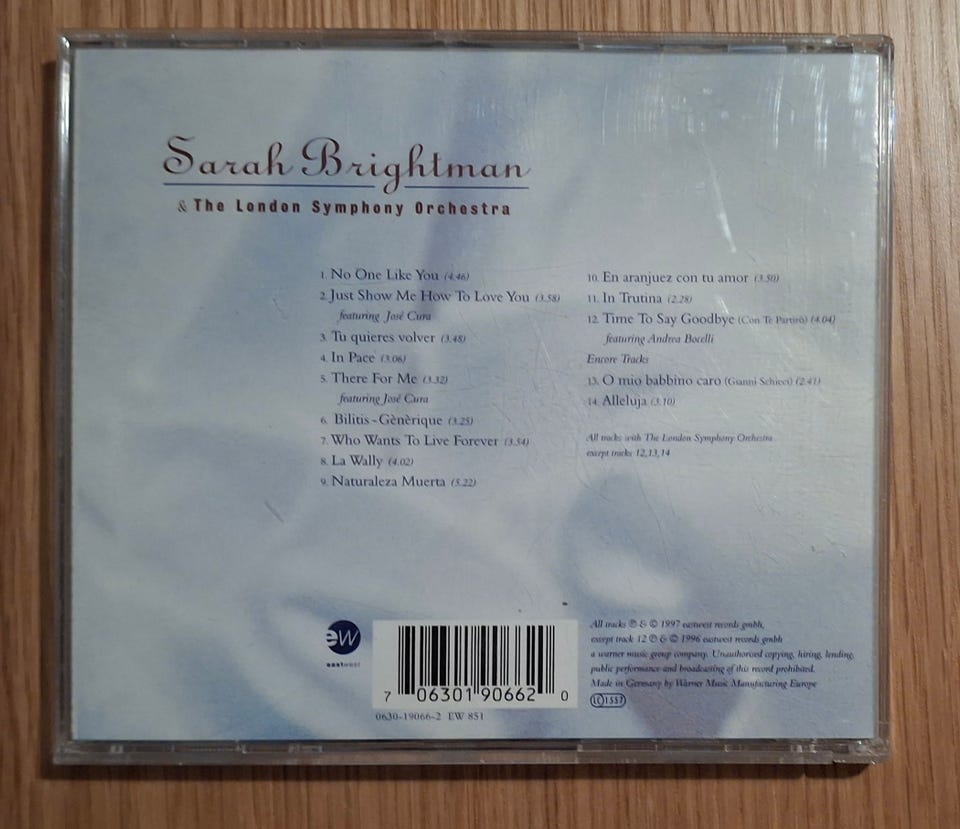 Sarah Brightman
& The London Symphony Orchestra
1. No One Like You (4.46)
2. Just Show Me How To Love You (3.58)
featuring José Cura
3. Tu quieres volver (3.48)
4. In Pace (3.06)
5. There For Me (3.32)
featuring José Cura
6. Bilitis-Gènèrique (3.25)
7. Who Wants To Live Forever (3.54)
8. La Wally (4.02)
9. Naturaleza Muerta (5.22)
10. En aranjuez con tu amor (3.50)
11. In Trutina (2.28)
12. Time To Say Goodbye (Con Te Partirò) (4.04)
featuring Andrea Bocelli
Encore Tracks
13. O mio babbino caro (Gianni Schicci) (2.41)
14. Alleluja (3.10)
All tracks with The London Symphony Orchestra
except tracks 12,13,14
ew
eastwest
7 06301 90662 0
0630-19066-2 EW 851
All tracks ℗ & © 1997 eastwest records gmbh,
except track 12 ℗ & © 1996 eastwest records gmbh
a warner music group company. Unauthorised copying, hiring, lending,
public performance and broadcasting of this record prohibited.
Made in Germany by Warner Music Manufacturing Europe
LC 1557